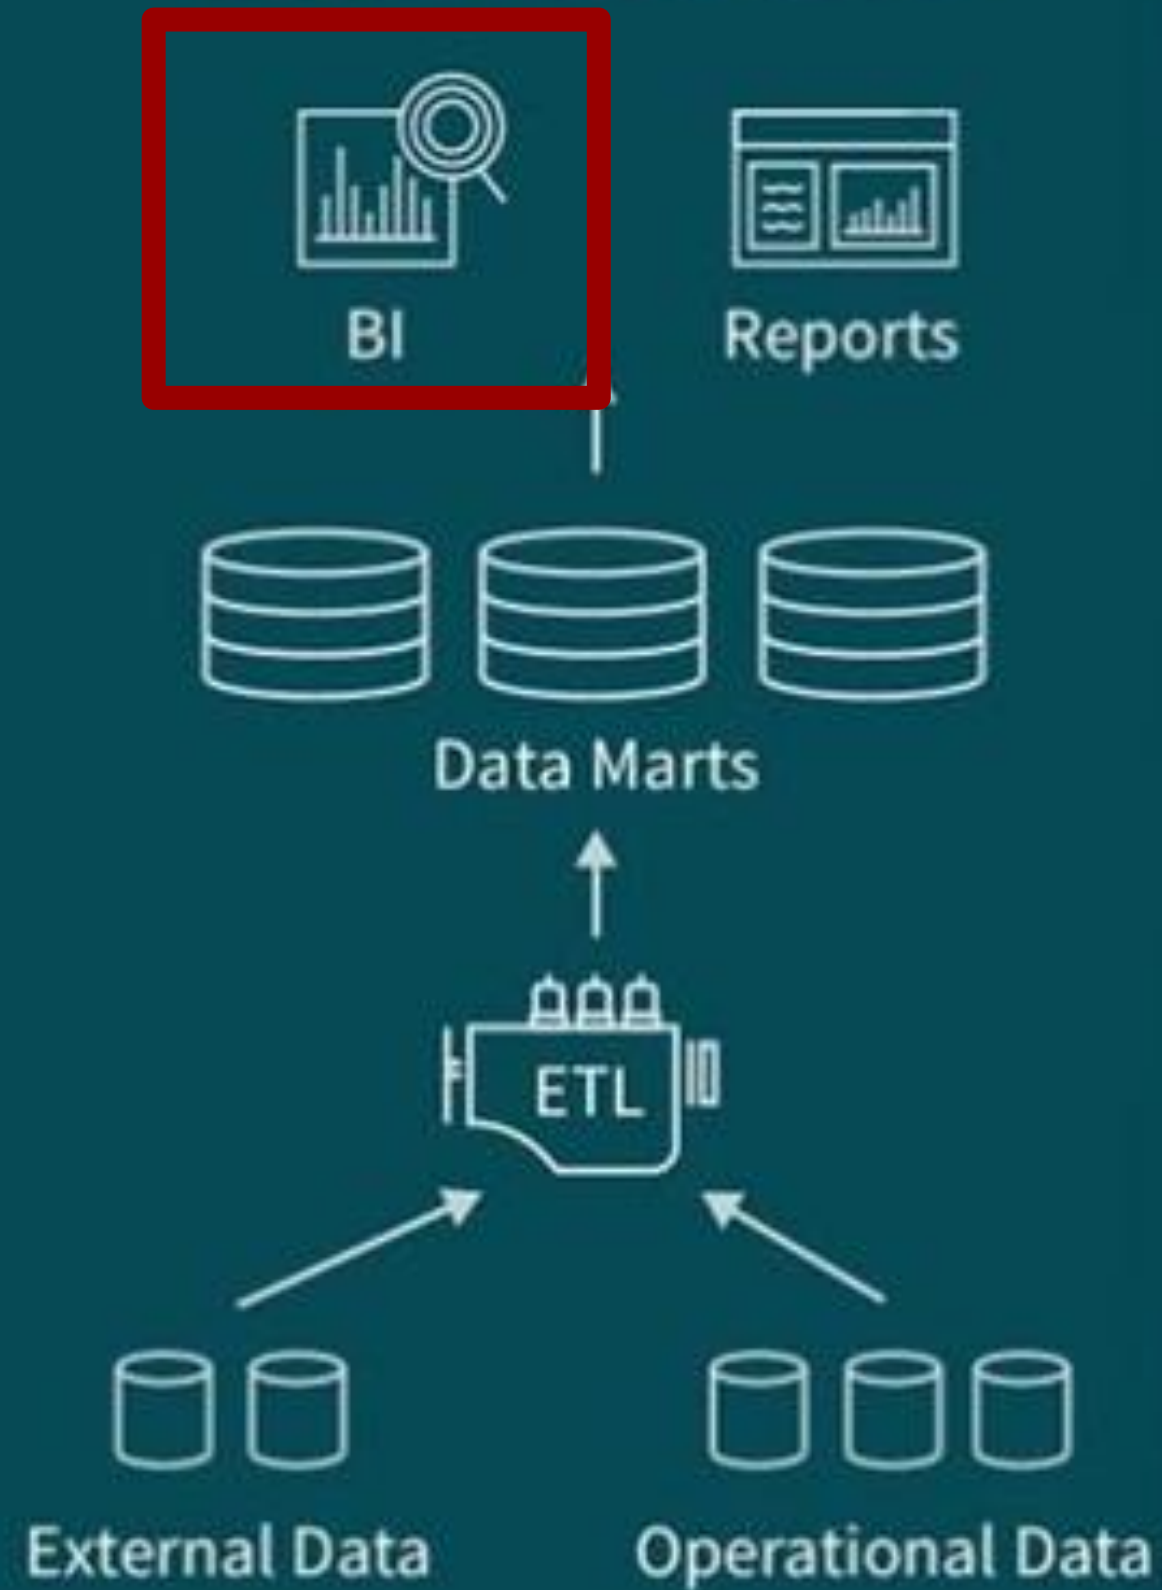 BI
Reports
Data Marts
ETL
External Data
Operational Data